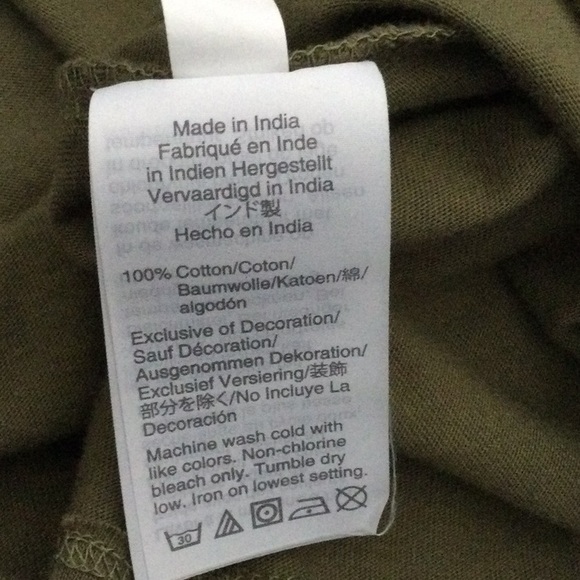 Made in India
Fabriqué en Inde
in Indien Hergestellt
Vervaardigd in India
インド製
Hecho en India
100% Cotton/Coton/
Baumwolle/Katoen/綿/
algodón
Exclusive of Decoration/
Sauf Décoration/
Ausgenommen Dekoration/
Exclusief Versiering/装飾
部分を除く/No Incluye La
Decoración
Machine wash cold with
like colors. Non-chlorine
bleach only. Tumble dry
low. Iron on lowest setting.
30